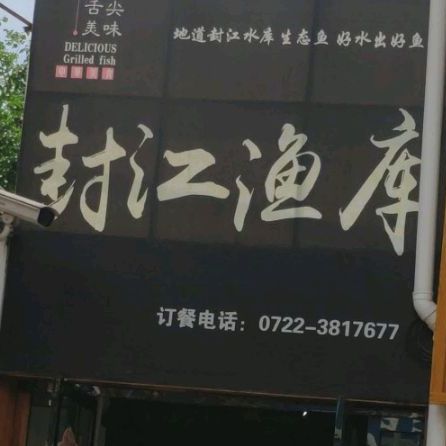 舌尖
美味
DELICIOUS
Grilled fish
地道封江水库 生态鱼 好水出好鱼
封江渔库
订餐电话：0722-3817677